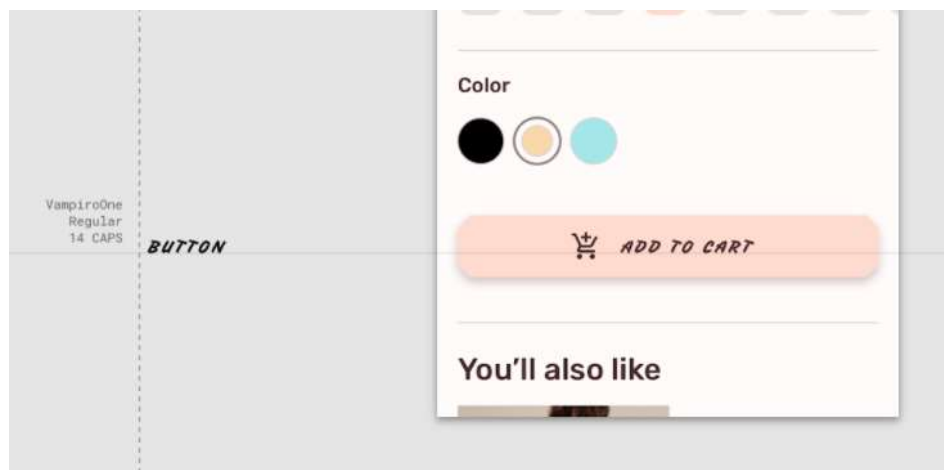 Color
VampiroOne
Regular
14 CAPS
BUTTON
ADD TO CART
You'll also like